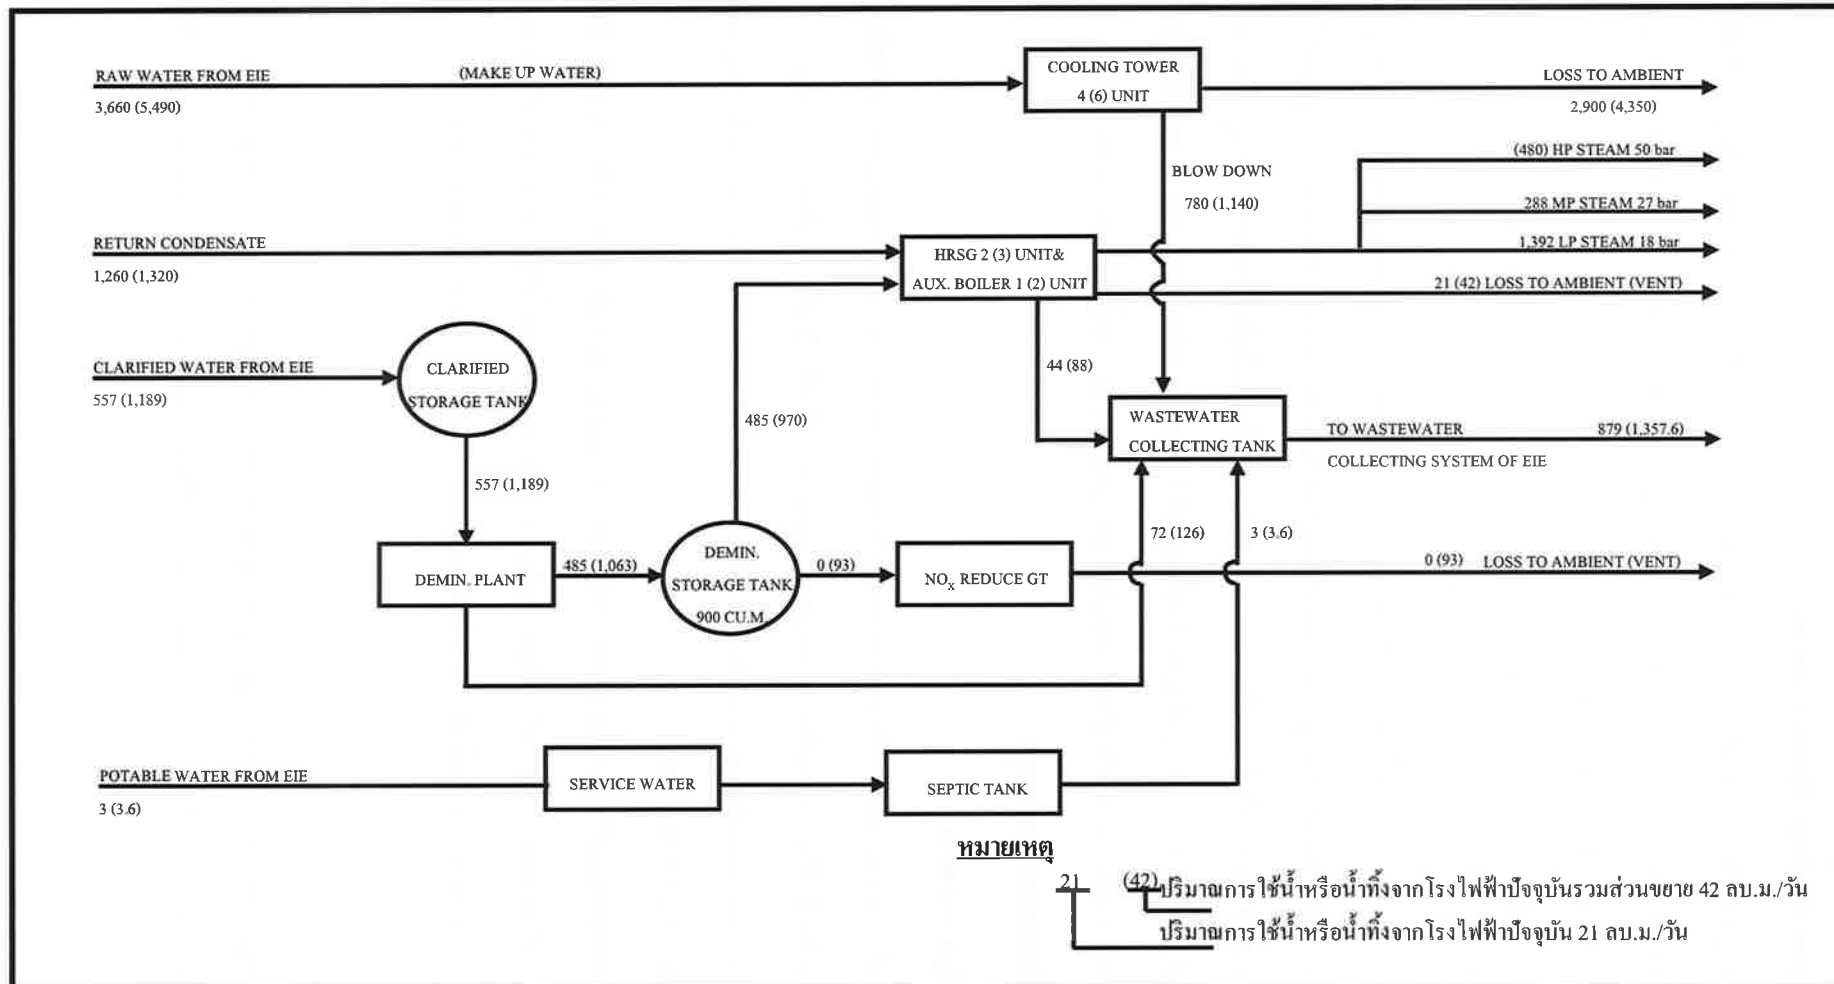 RAW WATER FROM EIE
(MAKE UP WATER)
3,660 (5,490)
COOLING TOWER
4 (6) UNIT
LOSS TO AMBIENT
2,900 (4,350)
BLOW DOWN
780 (1,140)
(480) HP STEAM 50 bar
288 MP STEAM 27 bar
1,392 LP STEAM 18 bar
21 (42) LOSS TO AMBIENT (VENT)
RETURN CONDENSATE
1,260 (1,320)
HRSG 2 (3) UNIT&
AUX. BOILER 1 (2) UNIT
44 (88)
CLARIFIED WATER FROM EIE
557 (1,189)
CLARIFIED
STORAGE TANK
485 (970)
WASTEWATER
COLLECTING TANK
TO WASTEWATER
879 (1,357.6)
COLLECTING SYSTEM OF EIE
557 (1,189)
72 (126)
3 (3.6)
DEMIN. PLANT
485 (1,063)
DEMIN.
STORAGE TANK
900 CU.M.
0 (93)
NOx REDUCE GT
0 (93)
LOSS TO AMBIENT (VENT)
POTABLE WATER FROM EIE
3 (3.6)
SERVICE WATER
SEPTIC TANK
หมายเหตุ
21 (42) ปริมาณการใช้น้ำหรือน้ำทิ้งจากโรงไฟฟ้าปัจจุบันรวมส่วนขยาย 42 ลบ.ม./วัน
ปริมาณการใช้น้ำหรือน้ำทิ้งจากโรงไฟฟ้าปัจจุบัน 21 ลบ.ม./วัน